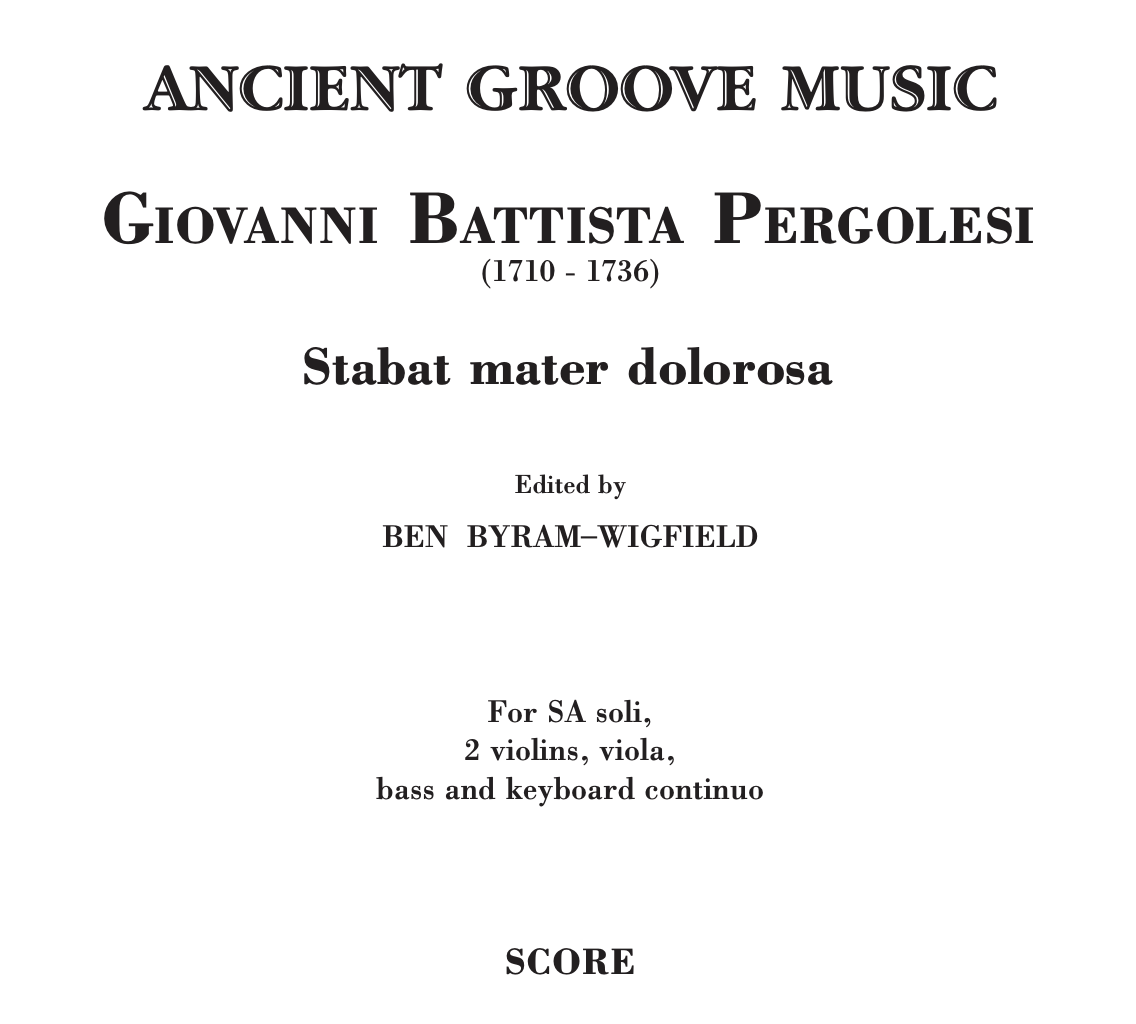 ANCIENT GROOVE MUSIC
GIOVANNI BATTISTA PERGOLESI
(1710 - 1736)
Stabat mater dolorosa
Edited by
BEN BYRAM–WIGFIELD
For SA soli,
2 violins, viola,
bass and keyboard continuo
SCORE